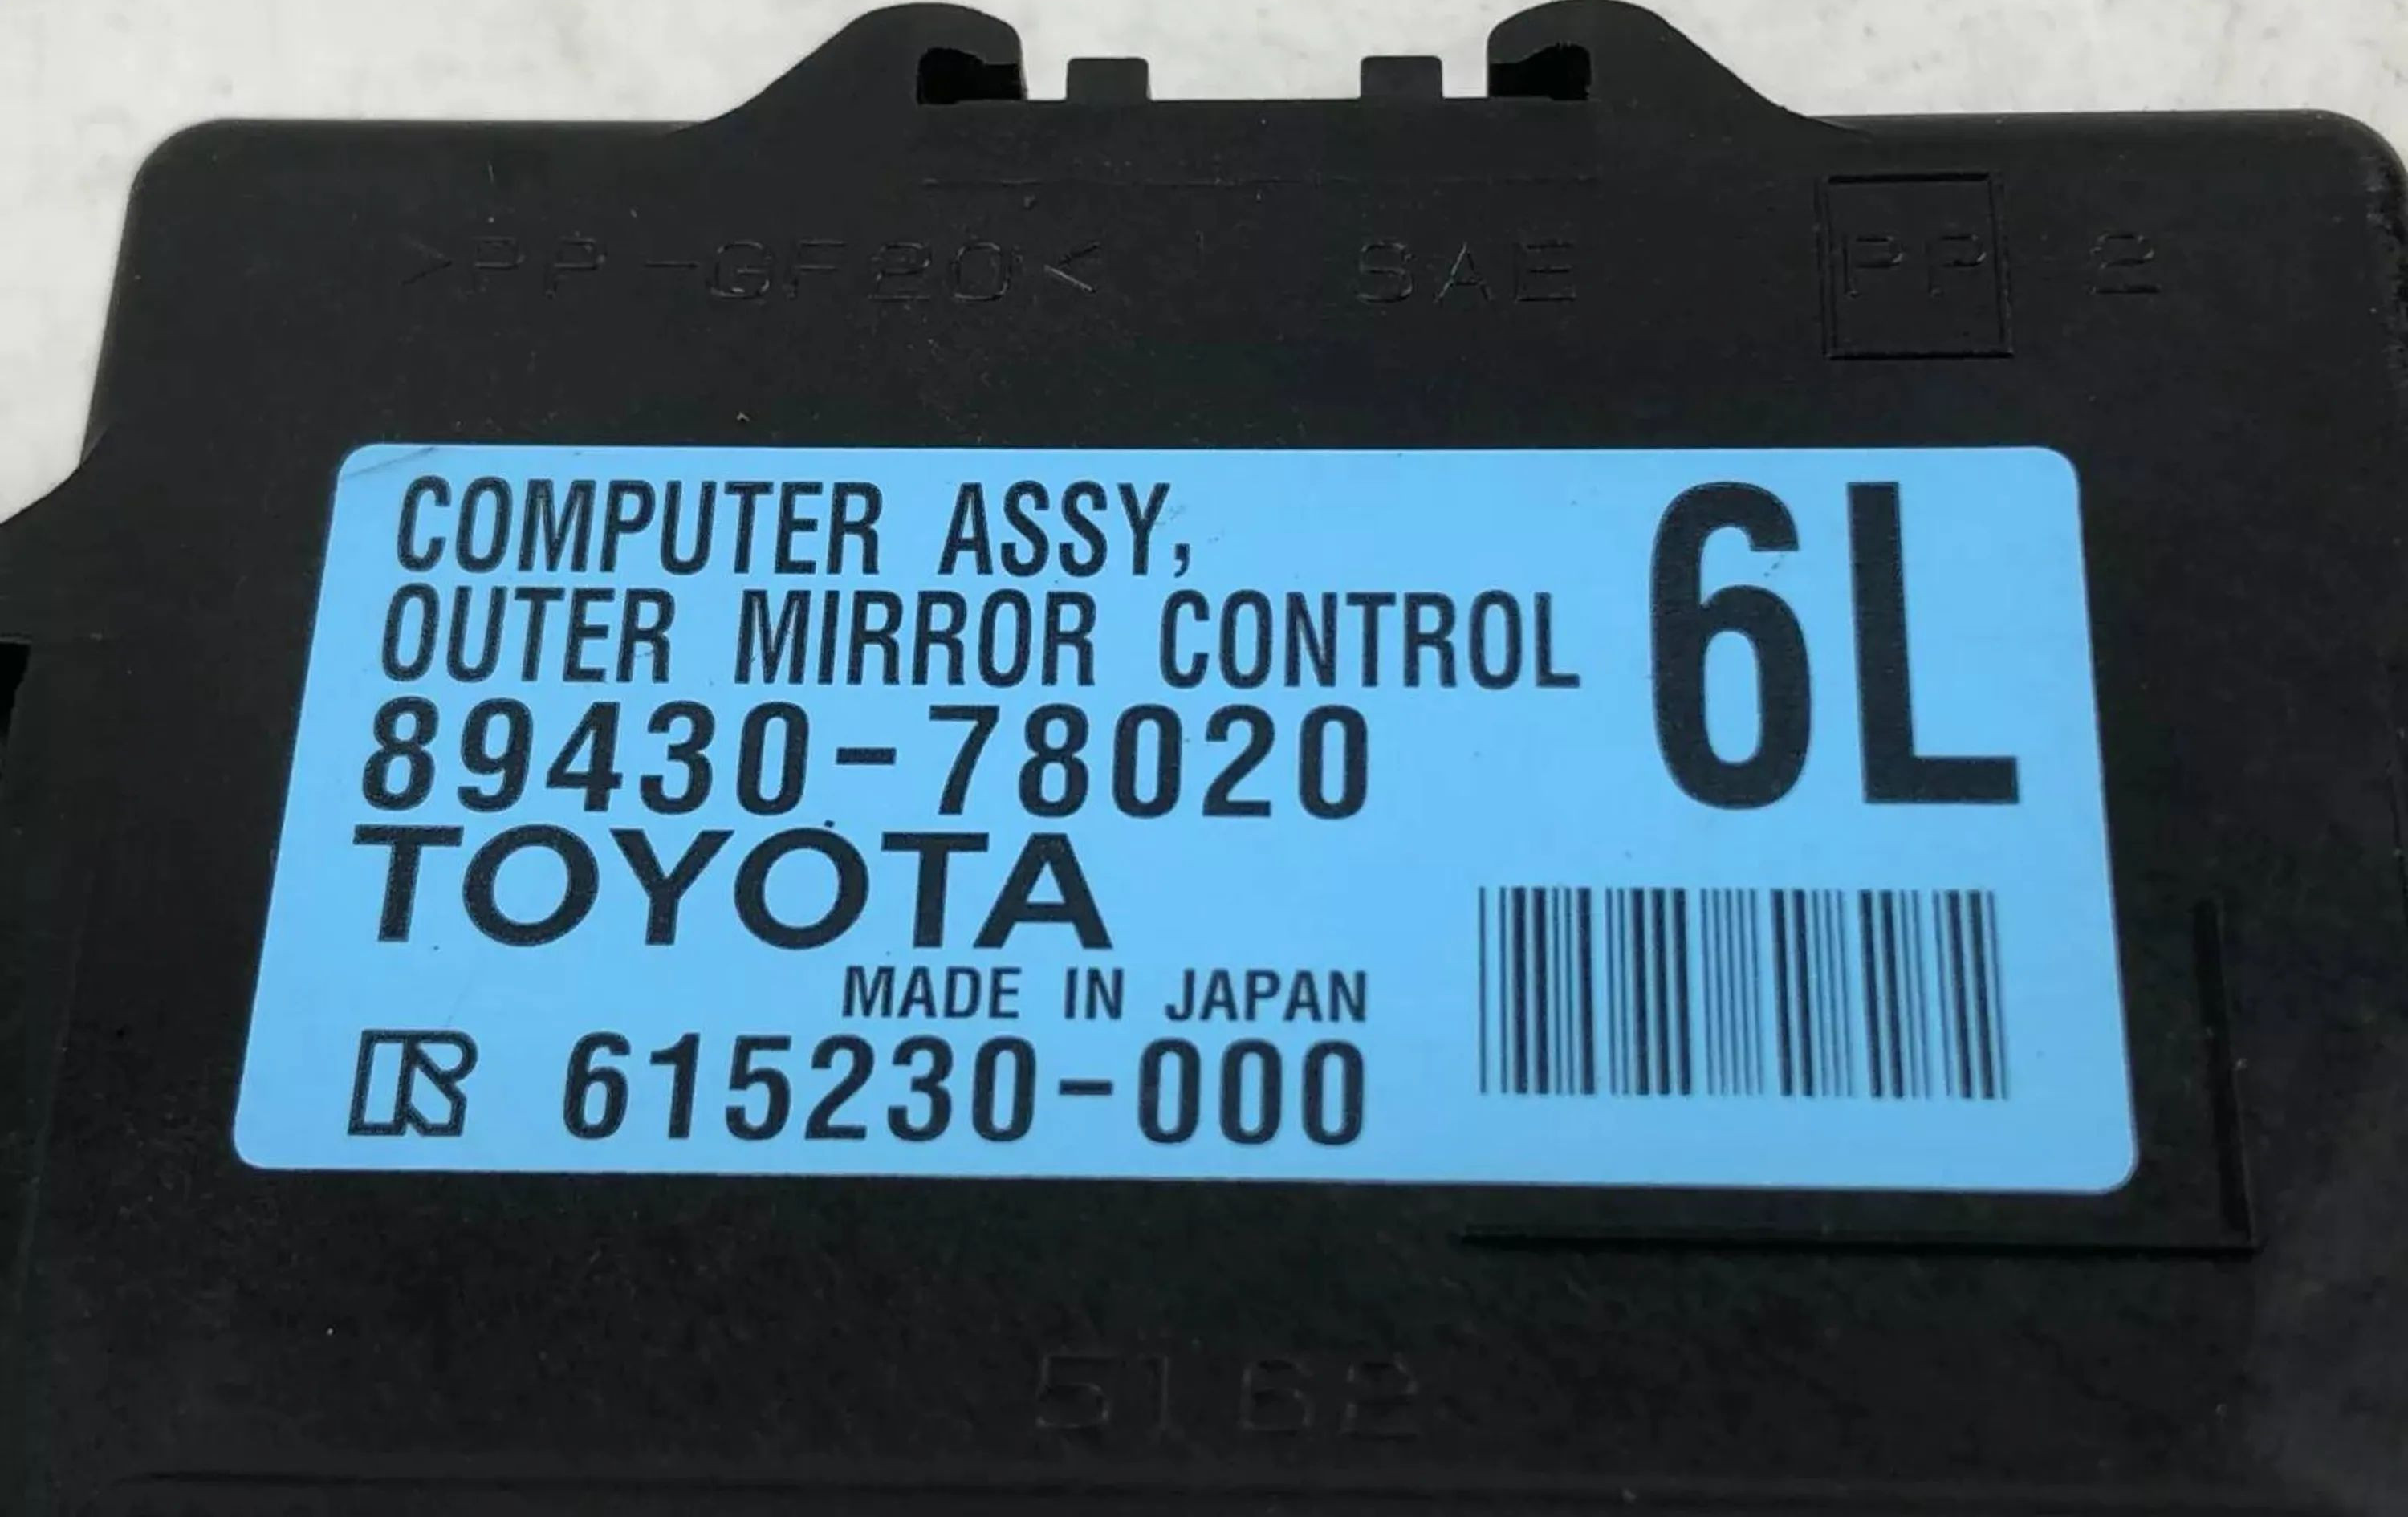 >PP-GF20< SAE PP 2
COMPUTER ASSY,
OUTER MIRROR CONTROL
6L
89430-78020
TOYOTA
MADE IN JAPAN
R 615230-000
5162